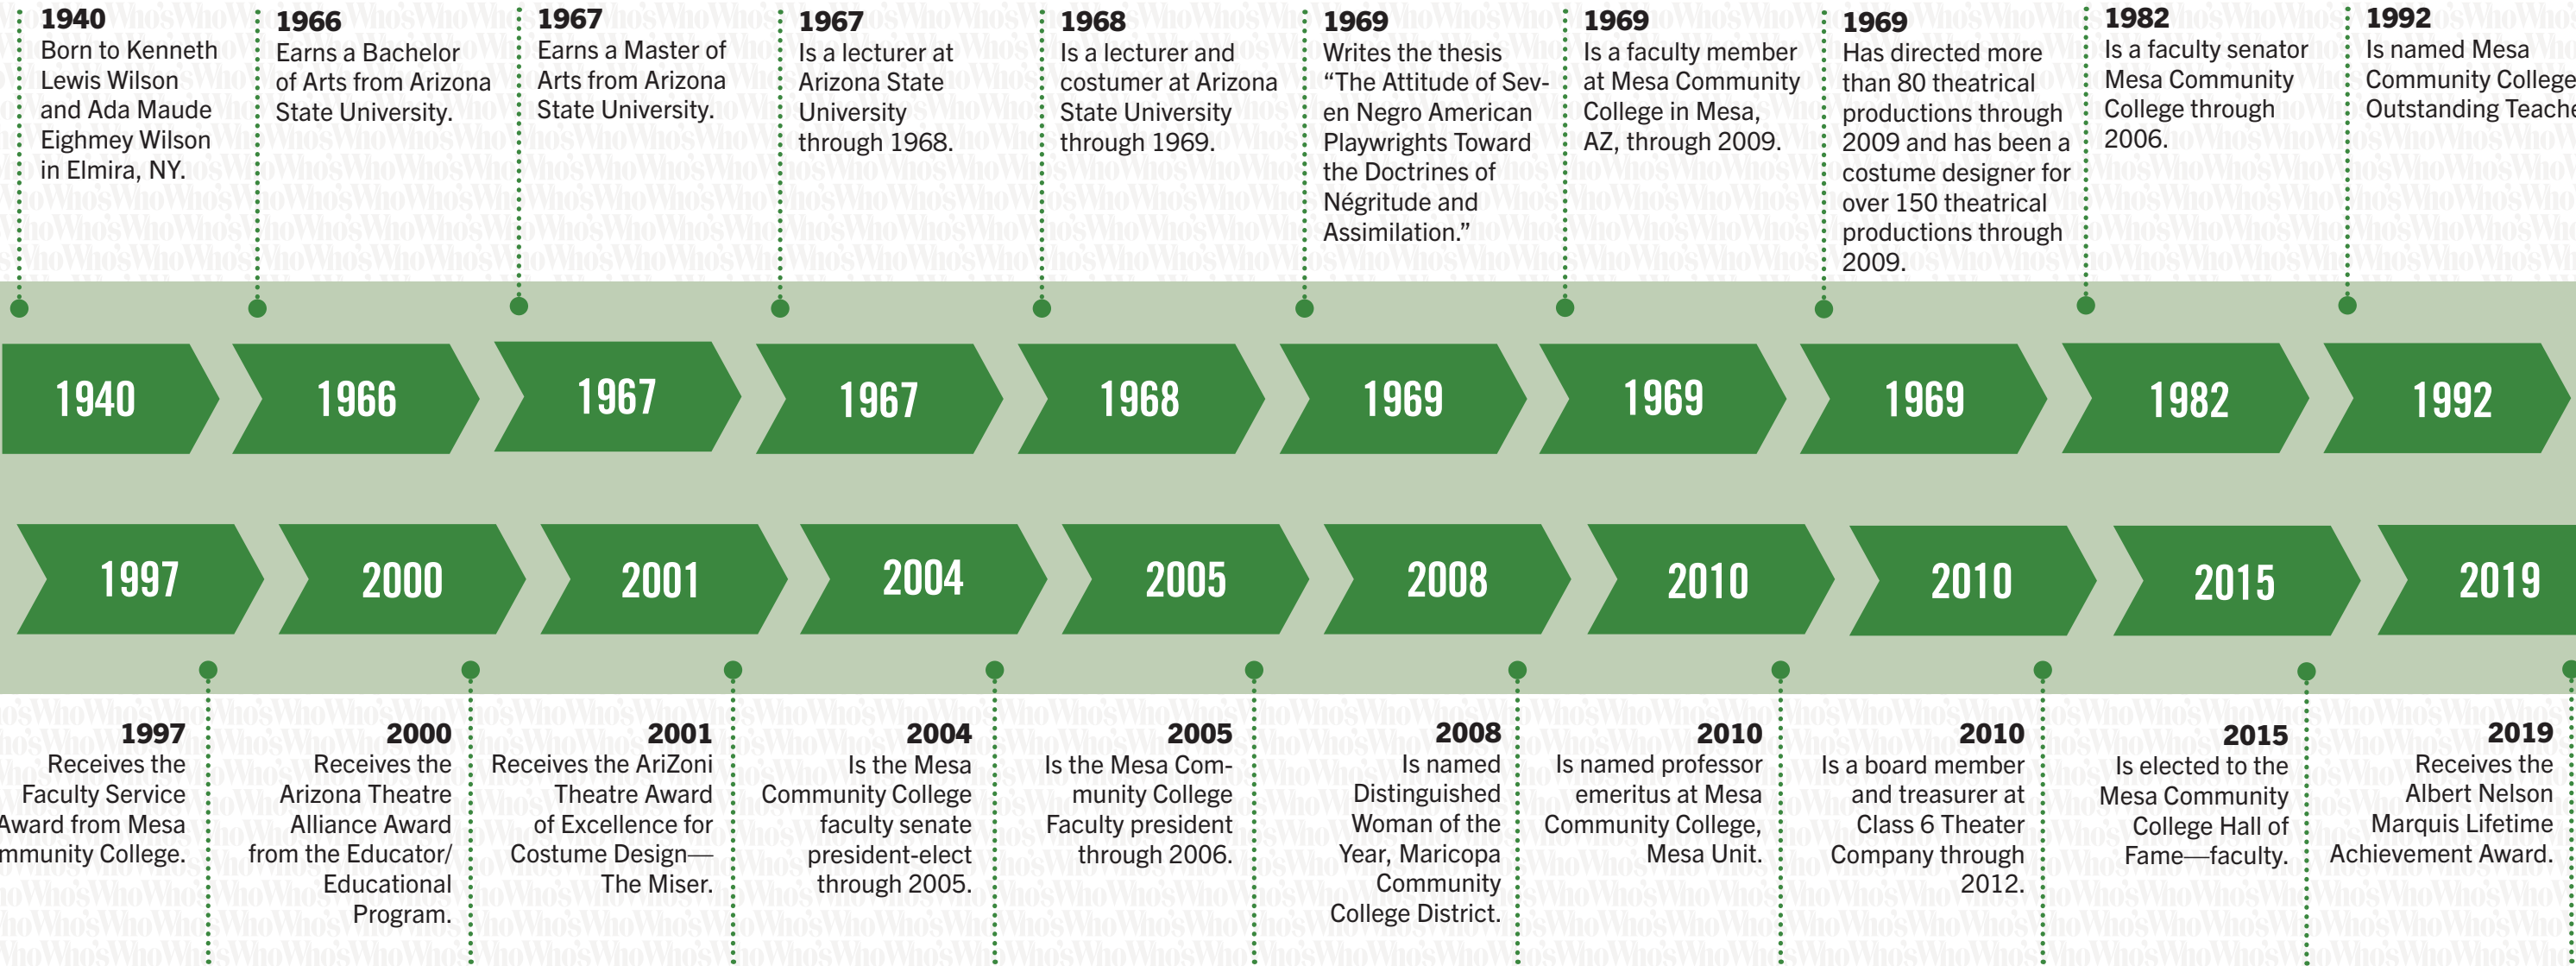 1940
Born to Kenneth
Lewis Wilson
and Ada Maude
Eighmey Wilson
in Elmira, NY.
1966
Earns a Bachelor
of Arts from Arizona
State University.
1967
Earns a Master of
Arts from Arizona
State University.
1967
Is a lecturer at
Arizona State
University
through 1968.
1968
Is a lecturer and
costumer at Arizona
State University
through 1969.
1969
Writes the thesis
“The Attitude of Sev-
en Negro American
Playwrights Toward
the Doctrines of
Négritude and
Assimilation.”
1969
Is a faculty member
at Mesa Community
College in Mesa,
AZ, through 2009.
1969
Has directed more
than 80 theatrical
productions through
2009 and has been a
costume designer for
over 150 theatrical
productions through
2009.
1982
Is a faculty senator
Mesa Community
College through
2006.
1992
Is named Mesa
Community College
Outstanding Teache
1940
1966
1967
1967
1968
1969
1969
1969
1982
1992
1997
2000
2001
2004
2005
2008
2010
2010
2015
2019
1997
Receives the
Faculty Service
Award from Mesa
mmunity College.
2000
Receives the
Arizona Theatre
Alliance Award
from the Educator/
Educational
Program.
2001
Receives the AriZoni
Theatre Award
of Excellence for
Costume Design—
The Miser.
2004
Is the Mesa
Community College
faculty senate
president-elect
through 2005.
2005
Is the Mesa Com-
munity College
Faculty president
through 2006.
2008
Is named
Distinguished
Woman of the
Year, Maricopa
Community
College District.
2010
Is named professor
emeritus at Mesa
Community College,
Mesa Unit.
2010
Is a board member
and treasurer at
Class 6 Theater
Company through
2012.
2015
Is elected to the
Mesa Community
College Hall of
Fame—faculty.
2019
Receives the
Albert Nelson
Marquis Lifetime
Achievement Award.